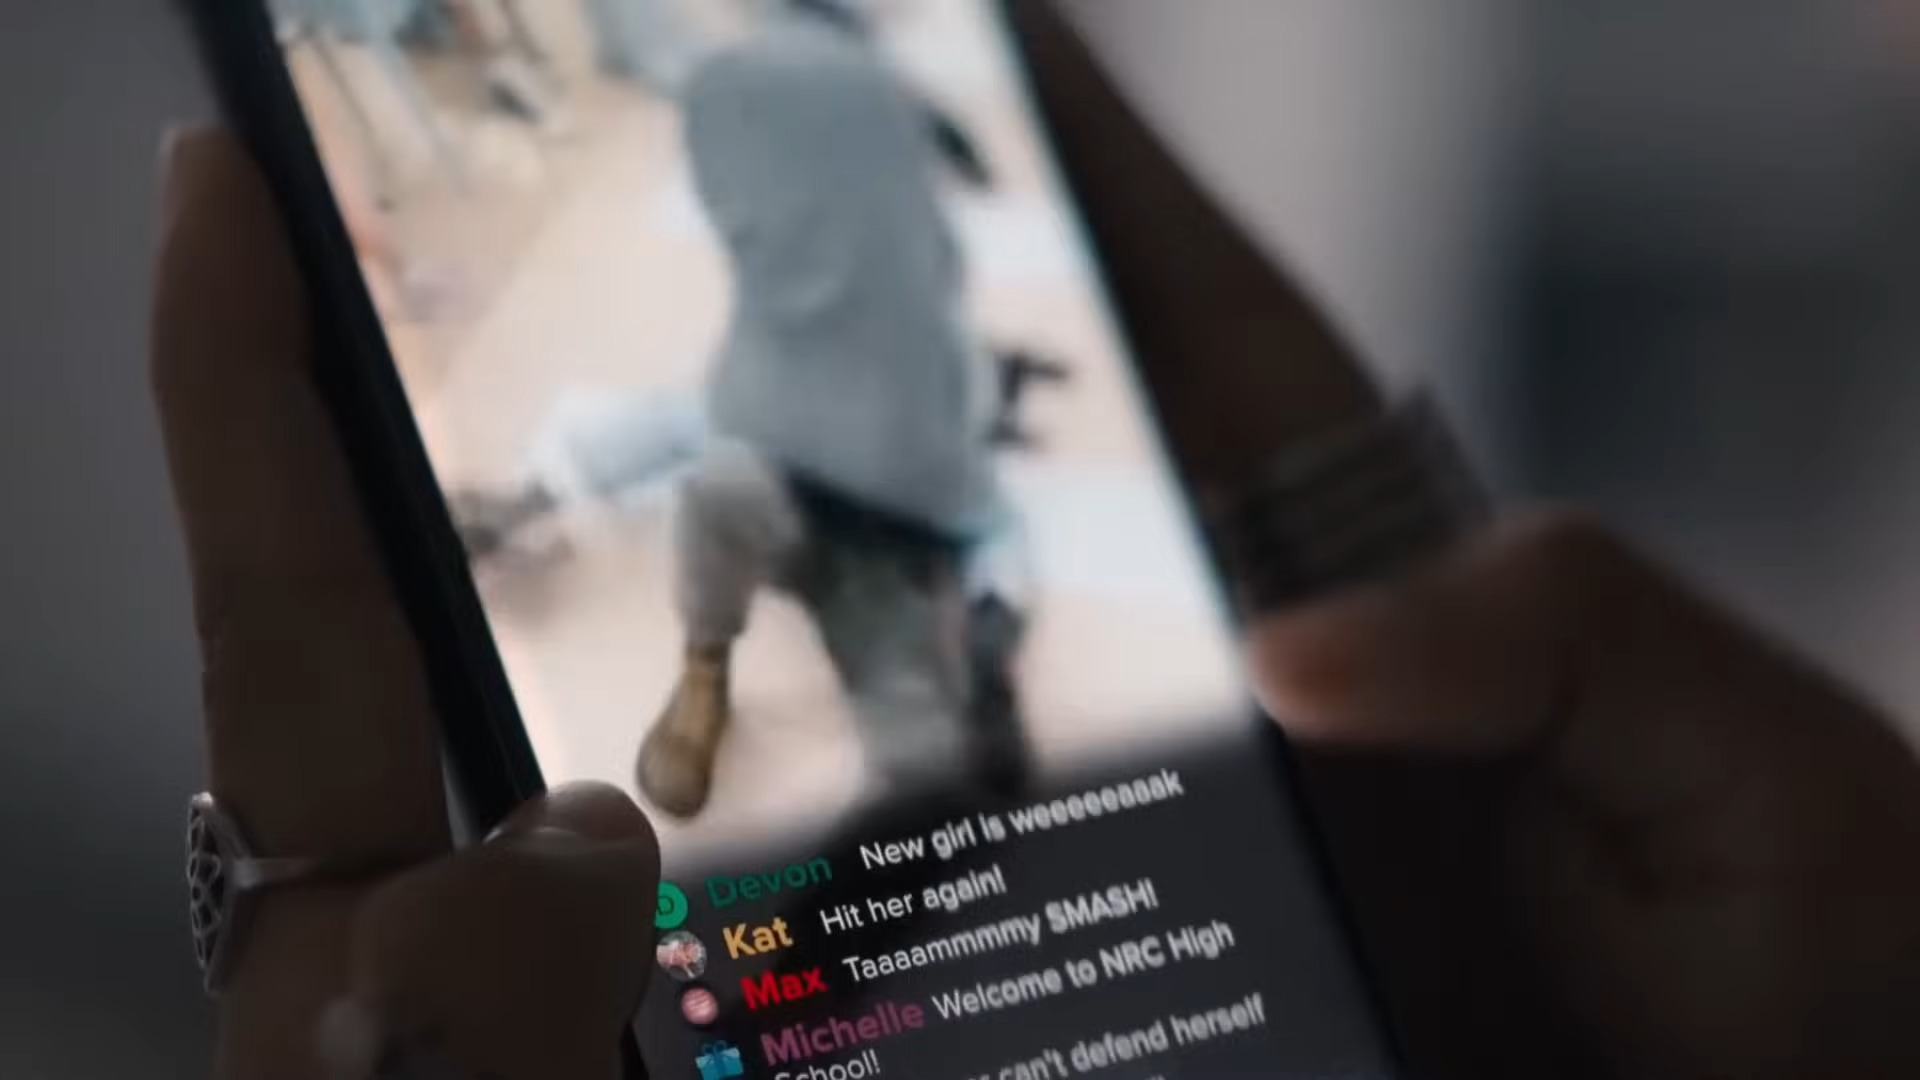 D Devon New girl is weeeeeaaak
Kat Hit her again!
Max Taaaammmmy SMASH!
Michelle Welcome to NRC High
School!
can't defend herself